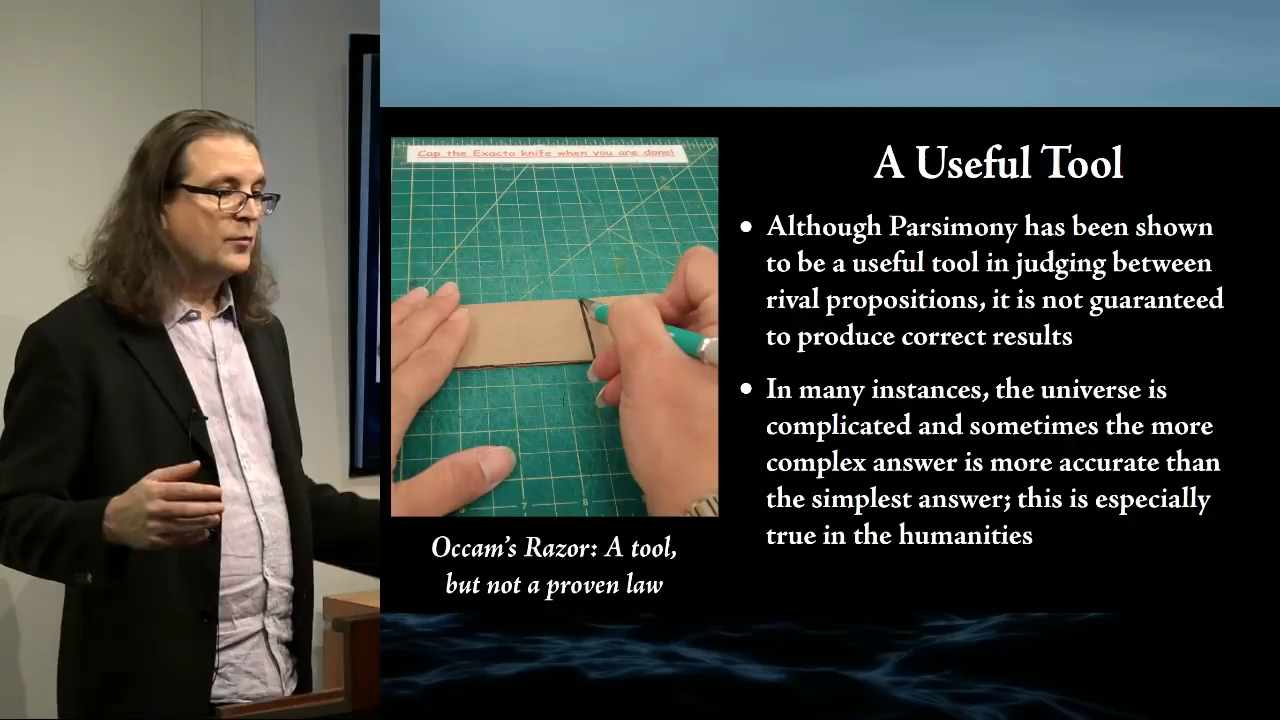 Cap the Exacto knife when you are done!
A Useful Tool
• Although Parsimony has been shown
to be a useful tool in judging between
rival propositions, it is not guaranteed
to produce correct results
• In many instances, the universe is
complicated and sometimes the more
complex answer is more accurate than
the simplest answer; this is especially
true in the humanities
7
8
Occam's Razor: A tool,
but not a proven law